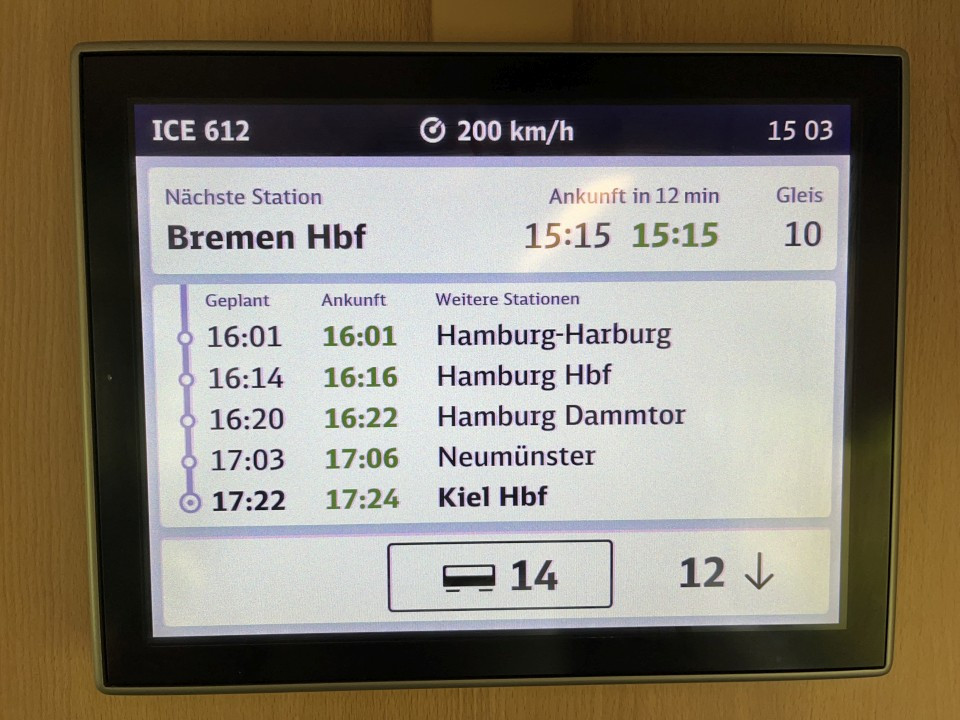 ICE 612 200 km/h 15 03
Nächste Station Ankunft in 12 min Gleis
Bremen Hbf 15:15 15:15 10
Geplant Ankunft Weitere Stationen
16:01 16:01 Hamburg-Harburg
16:14 16:16 Hamburg Hbf
16:20 16:22 Hamburg Dammtor
17:03 17:06 Neumünster
17:22 17:24 Kiel Hbf
14 12 ↓